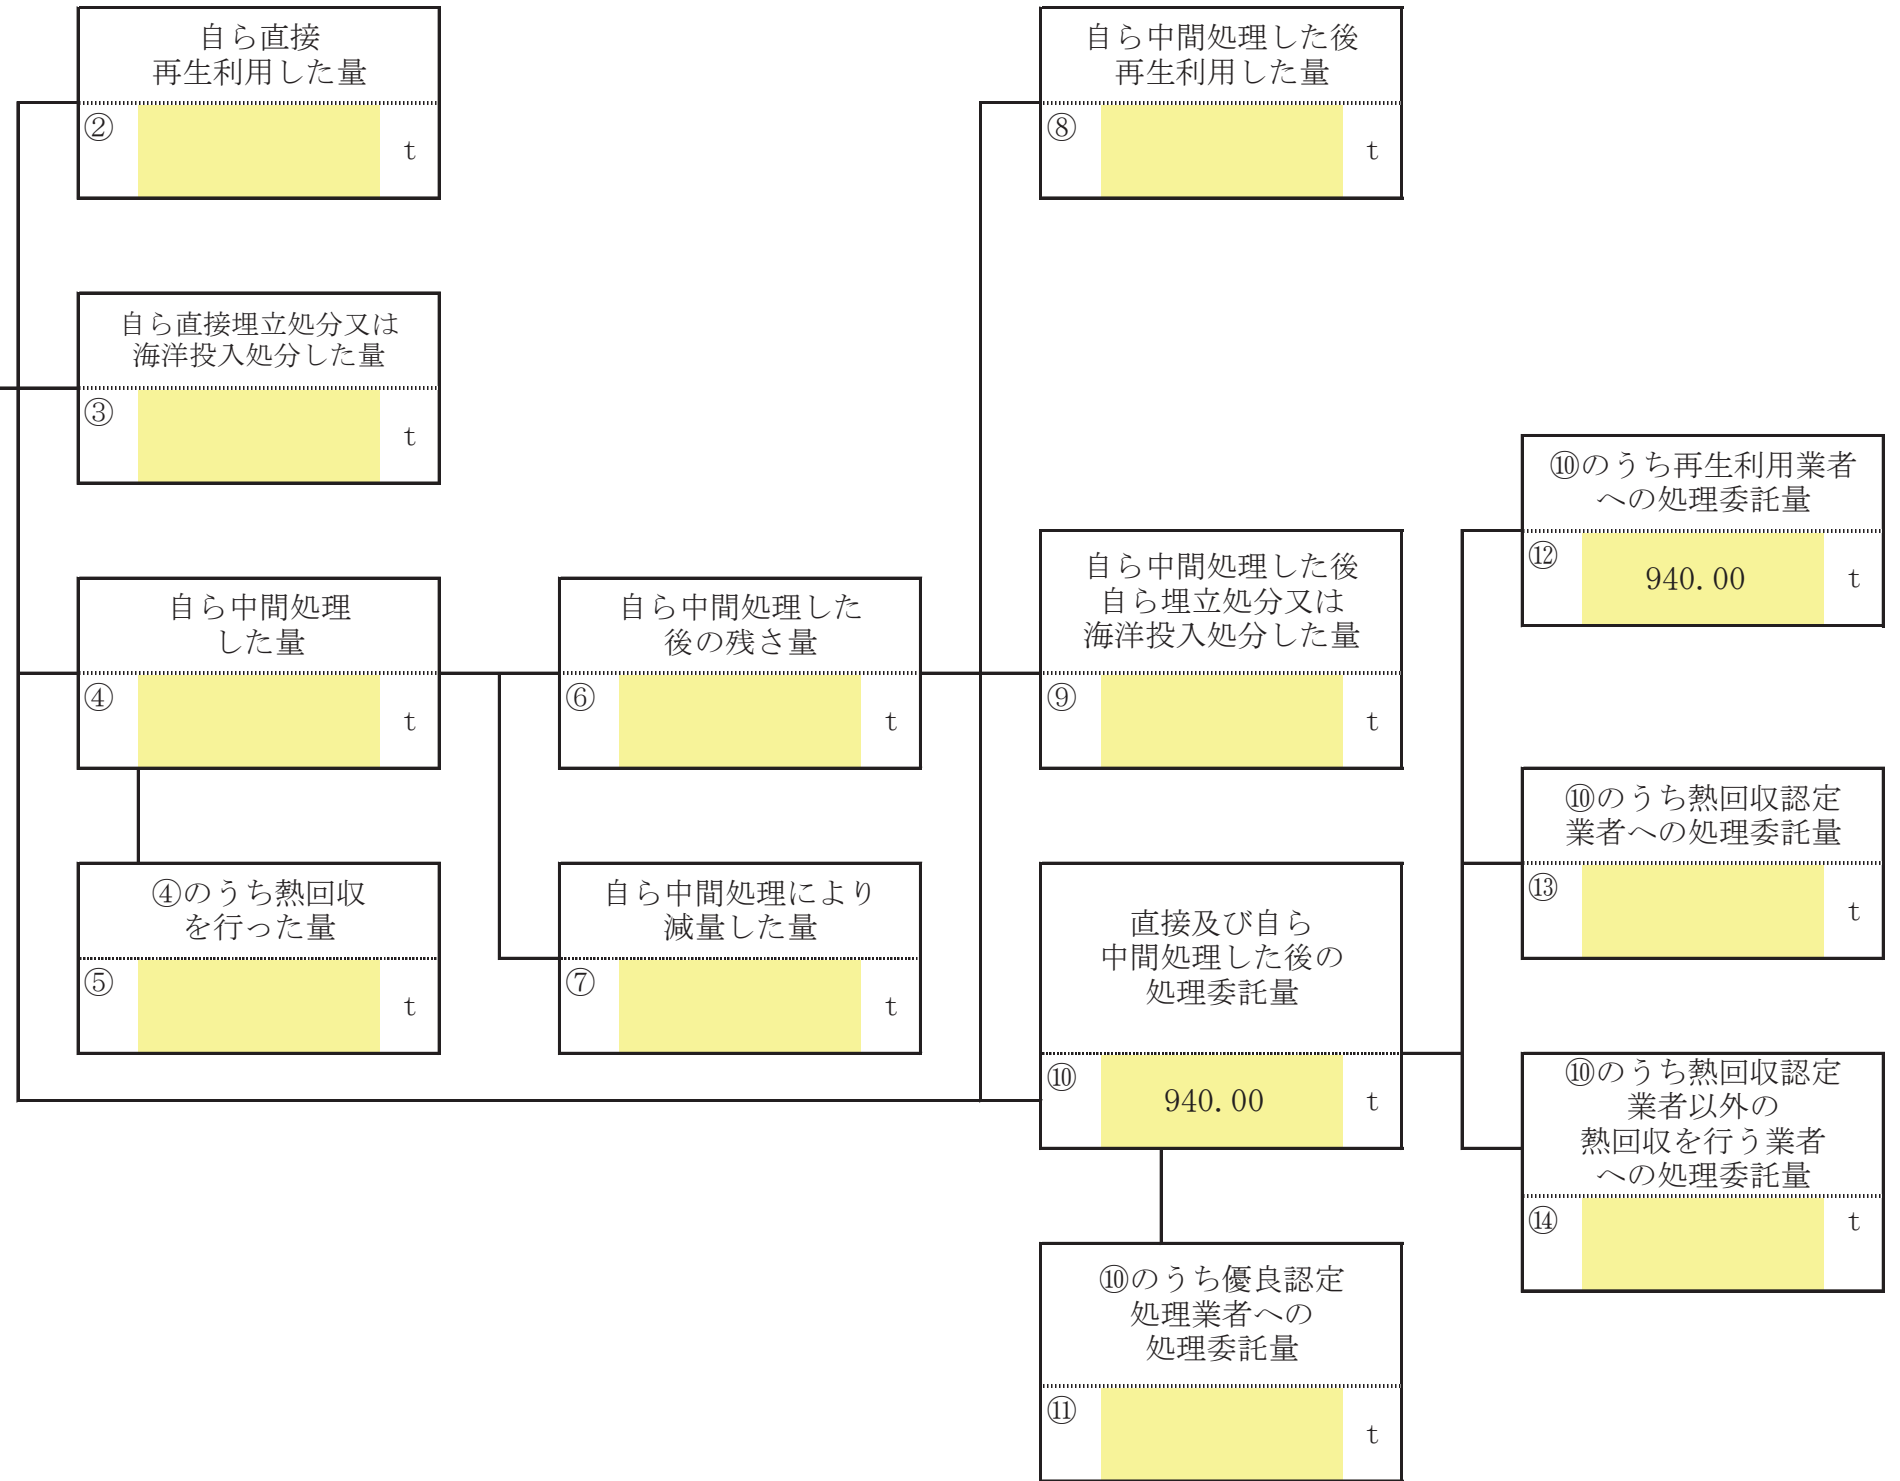 自ら直接
再生利用した量
②
t
自ら直接埋立処分又は
海洋投入処分した量
③
t
自ら中間処理
した量
④
t
④のうち熱回収
を行った量
⑤
t
自ら中間処理した
後の残さ量
⑥
t
自ら中間処理により
減量した量
⑦
t
自ら中間処理した後
再生利用した量
⑧
t
自ら中間処理した後
自ら埋立処分又は
海洋投入処分した量
⑨
t
直接及び自ら
中間処理した後の
処理委託量
⑩ 940.00 t
⑩のうち優良認定
処理業者への
処理委託量
⑪
t
⑩のうち再生利用業者
への処理委託量
⑫ 940.00 t
⑩のうち熱回収認定
業者への処理委託量
⑬
t
⑩のうち熱回収認定
業者以外の
熱回収を行う業者
への処理委託量
⑭
t